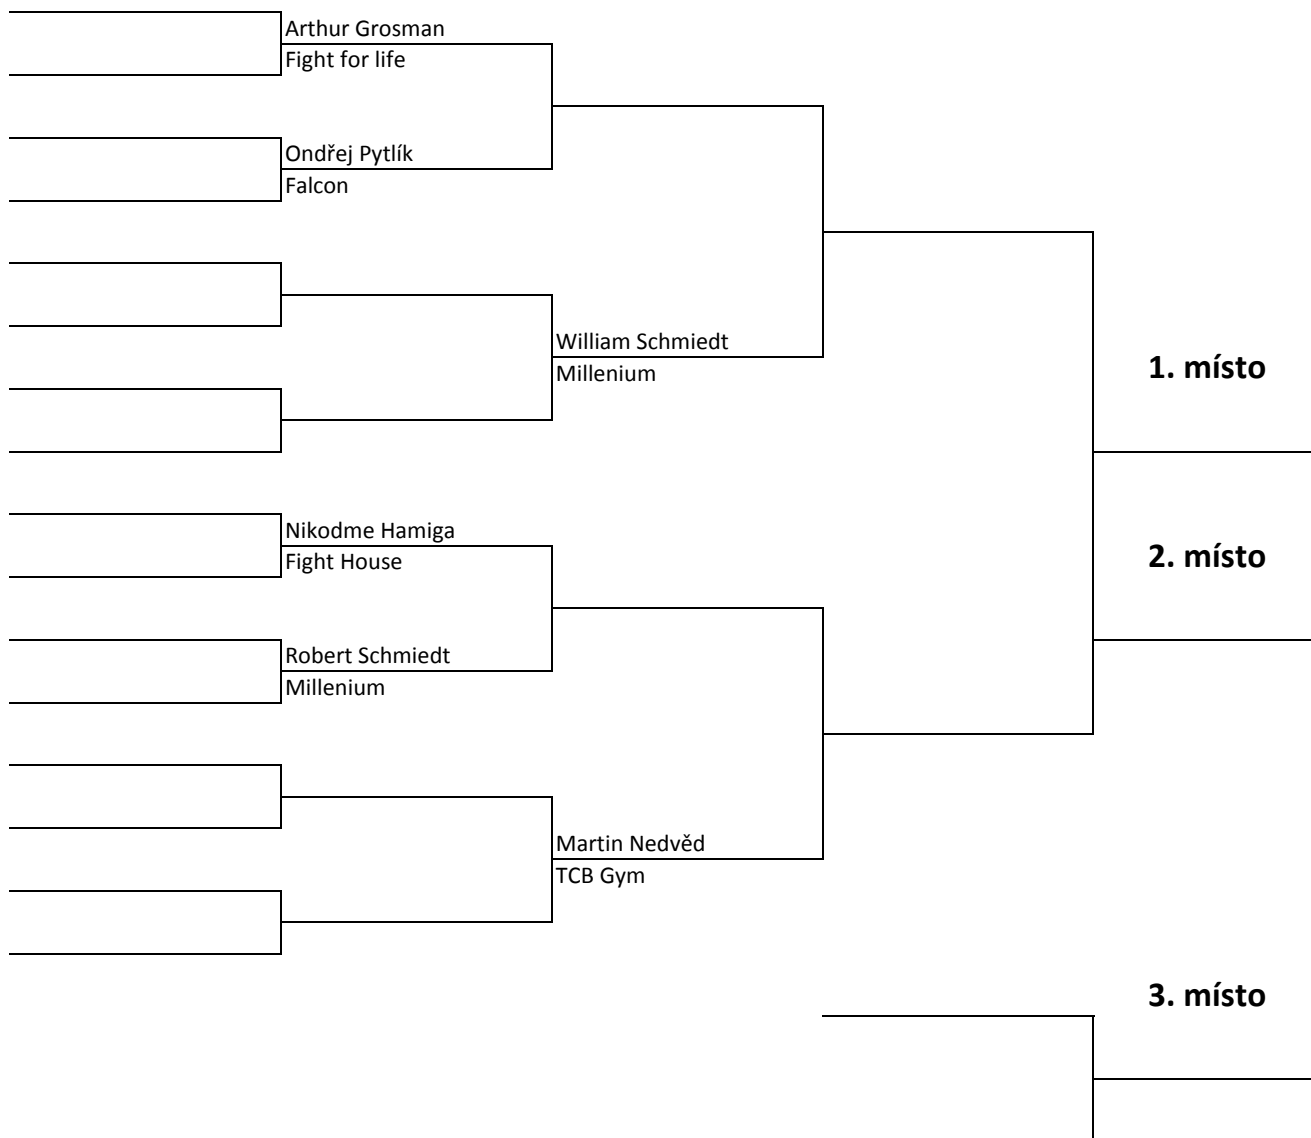 Arthur Grosman
Fight for life
Ondřej Pytlík
Falcon
William Schmiedt
Millenium
1. místo
Nikodme Hamiga
Fight House
2. místo
Robert Schmiedt
Millenium
Martin Nedvěd
TCB Gym
3. místo